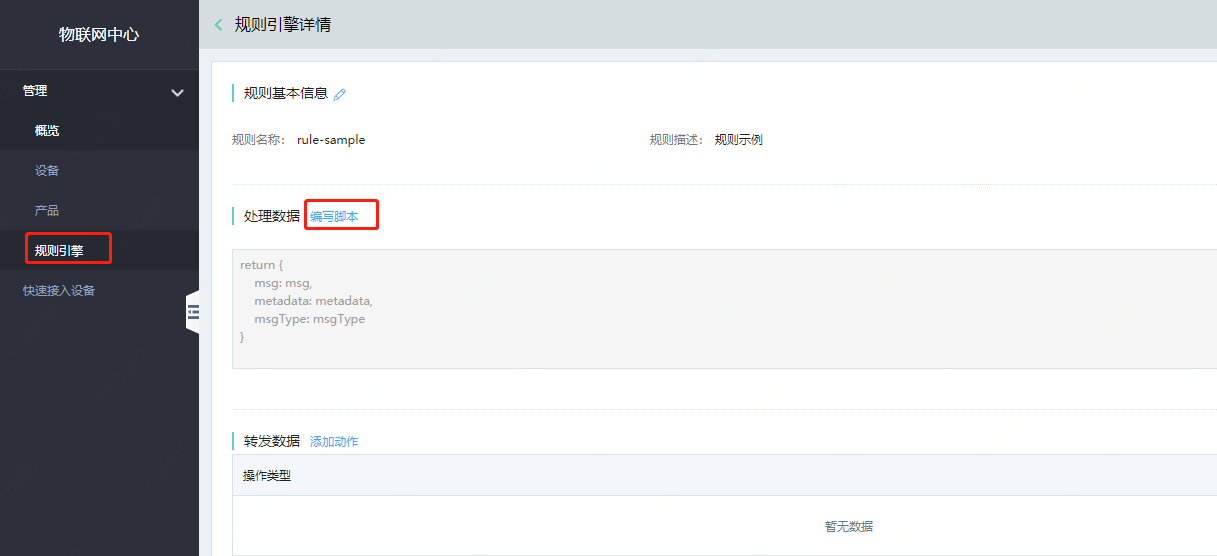 物联网中心
管理
概览
设备
产品
规则引擎
快速接入设备
规则引擎详情
规则基本信息
规则名称： rule-sample 规则描述： 规则示例
处理数据 编写脚本
return {
msg: msg,
metadata: metadata,
msgType: msgType
}
转发数据 添加动作
操作类型
暂无数据